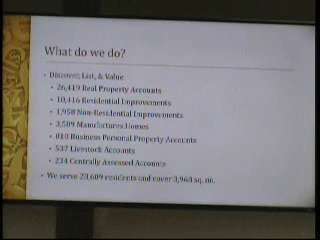 What do we do?
Discover, List, & Value
26,419 Real Property Accounts
10,416 Residential Improvements
1,958 Non-Residential Improvements
3,509 Manufactures Homes
810 Business Personal Property Accounts
537 Livestock Accounts
234 Centrally Assessed Accounts
We serve 23,609 residents and cover 3,968 sq. mi.